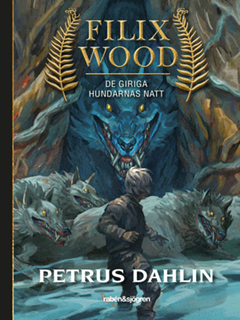 FILIX
WOOD
DE GIRIGA
HUNDARNAS NATT
PETRUS DAHLIN
rabén&sjögren